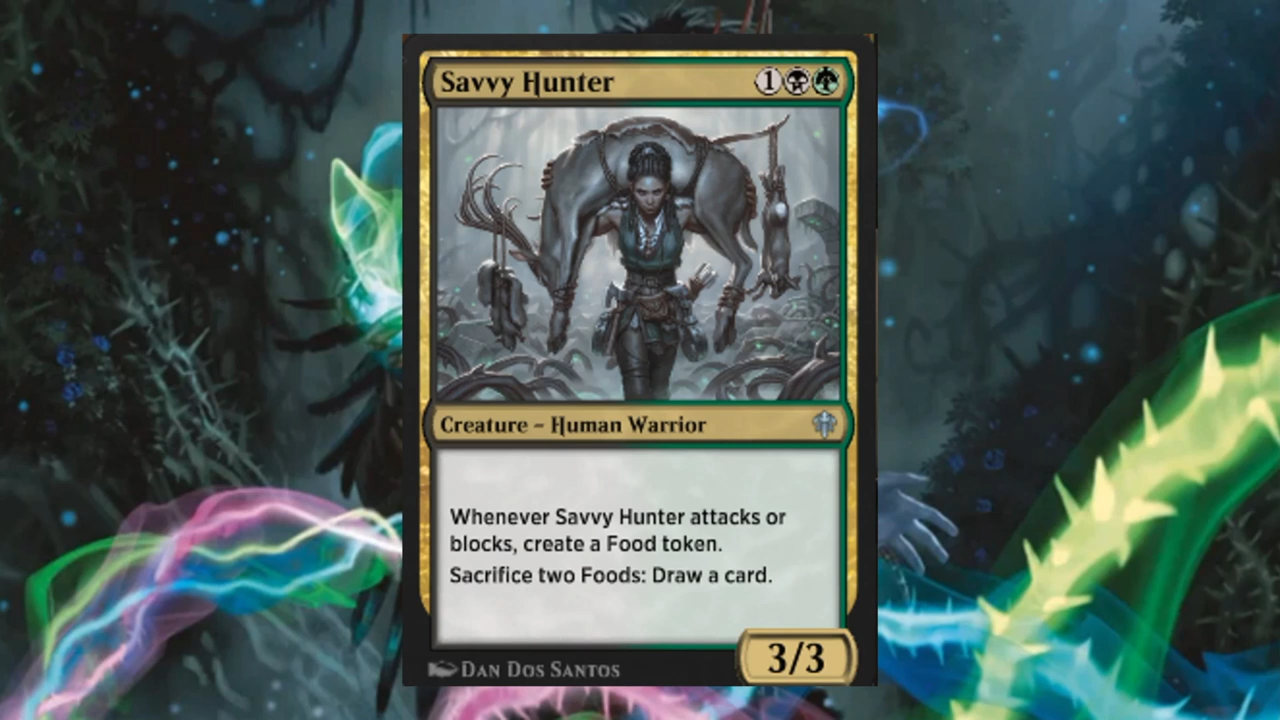 Savvy Hunter 1
Creature – Human Warrior
Whenever Savvy Hunter attacks or
blocks, create a Food token.
Sacrifice two Foods: Draw a card.
3/3
Dan Dos Santos